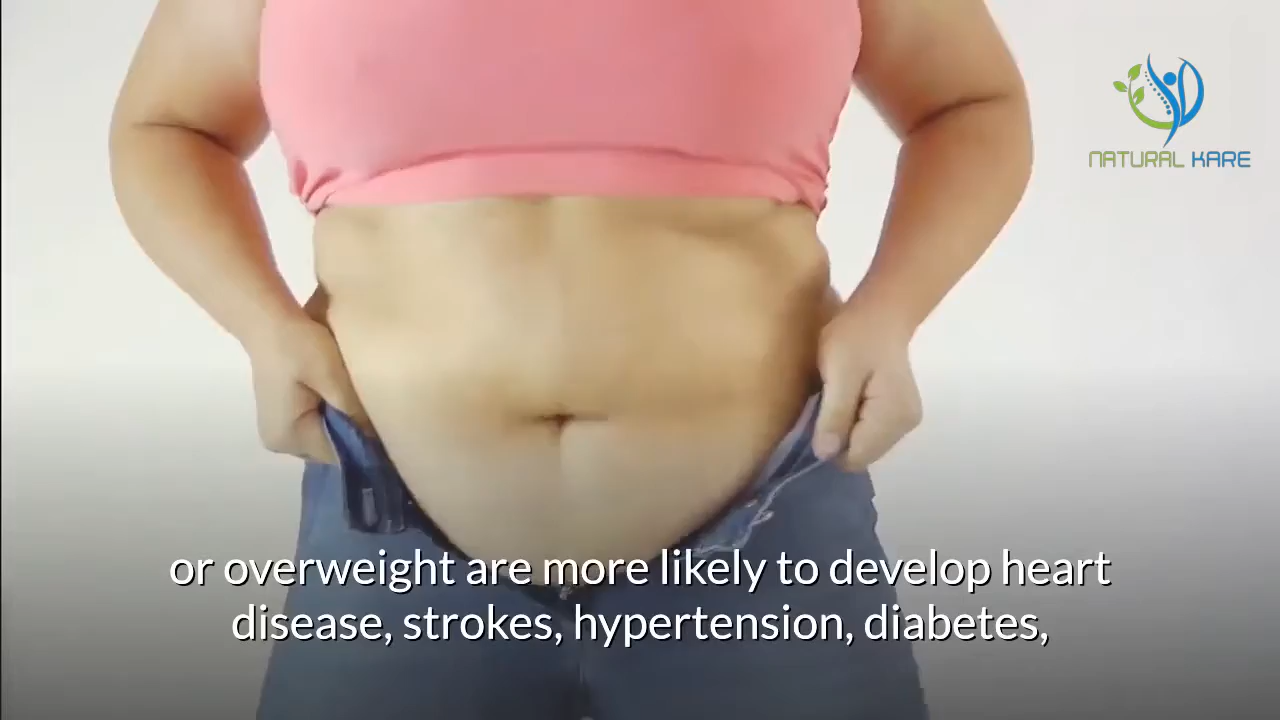 NATURAL KARE
or overweight are more likely to develop heart
disease, strokes, hypertension, diabetes,